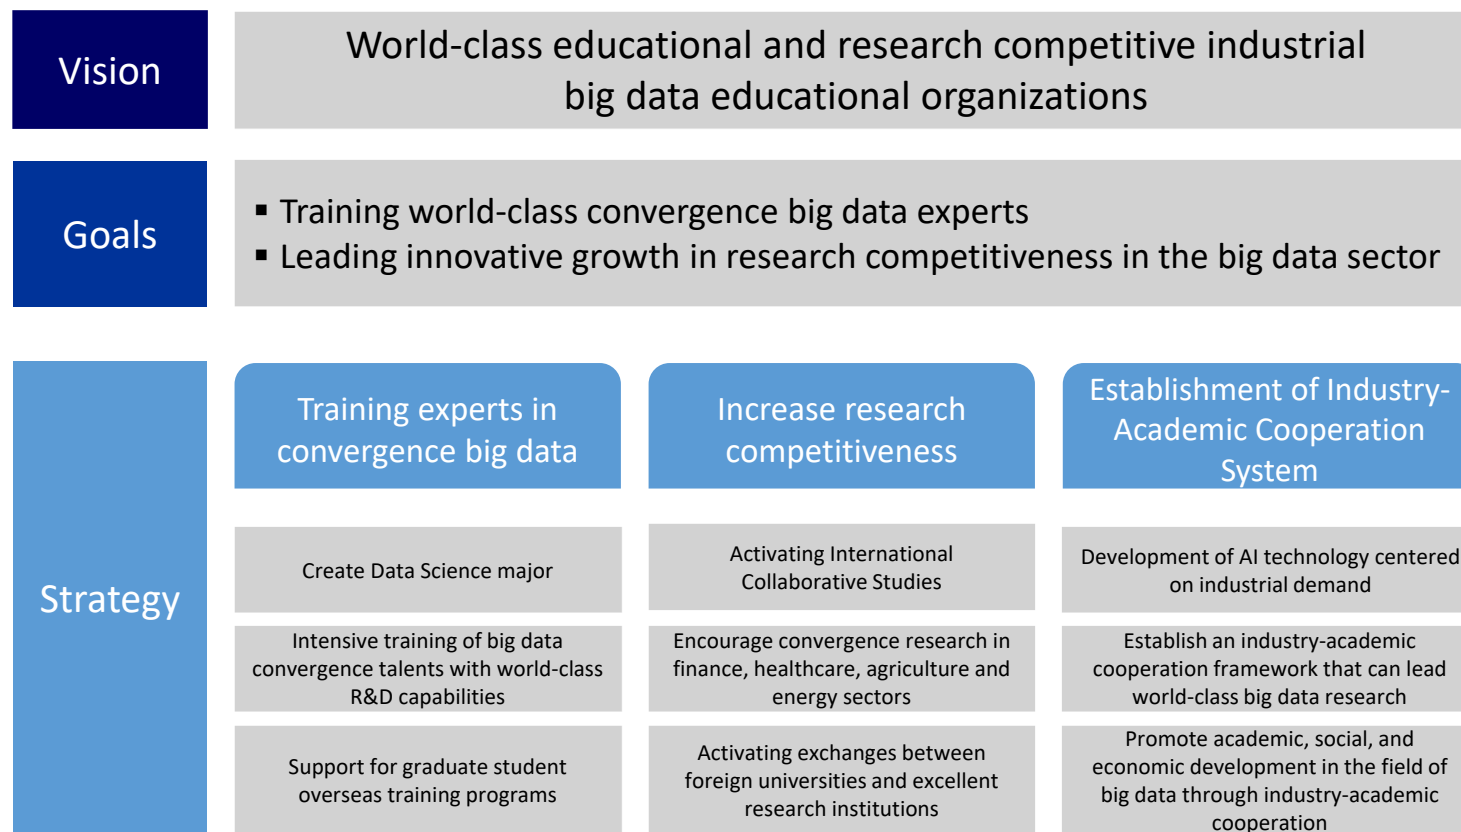 Vision
World-class educational and research competitive industrial
big data educational organizations
Goals
▪ Training world-class convergence big data experts
▪ Leading innovative growth in research competitiveness in the big data sector
Strategy
Training experts in
convergence big data
Create Data Science major
Intensive training of big data
convergence talents with world-class
R&D capabilities
Support for graduate student
overseas training programs
Increase research
competitiveness
Activating International
Collaborative Studies
Encourage convergence research in
finance, healthcare, agriculture and
energy sectors
Activating exchanges between
foreign universities and excellent
research institutions
Establishment of Industry-
Academic Cooperation
System
Development of AI technology centered
on industrial demand
Establish an industry-academic
cooperation framework that can lead
world-class big data research
Promote academic, social, and
economic development in the field of
big data through industry-academic
cooperation